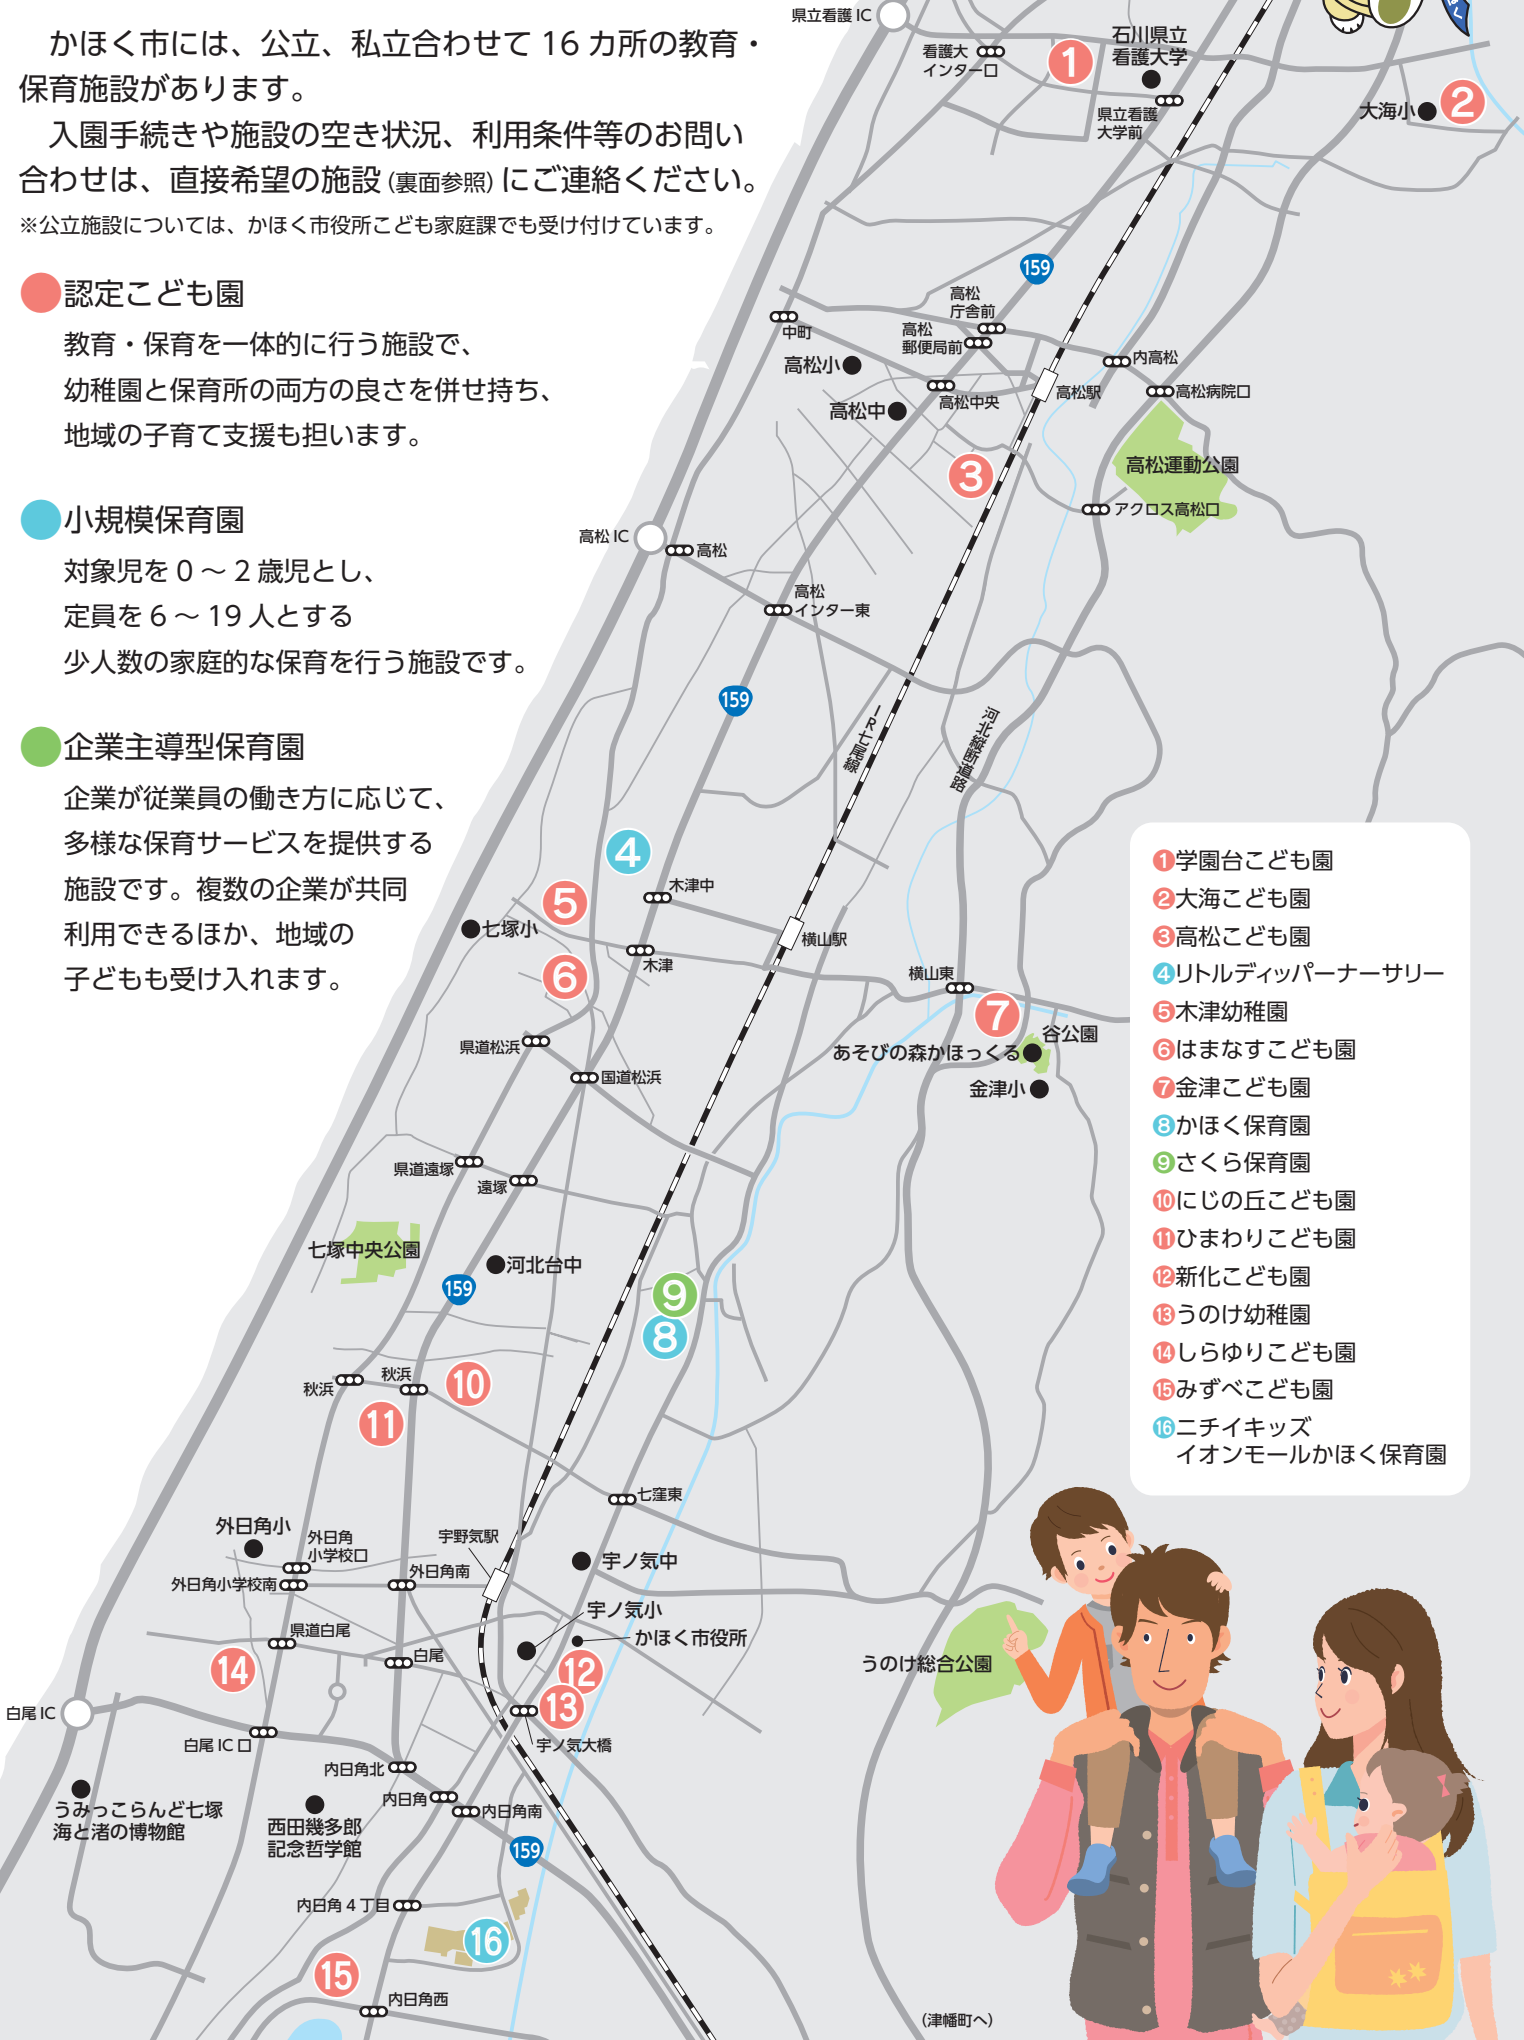 かほく市には、公立、私立合わせて 16 カ所の教育・
保育施設があります。
入園手続きや施設の空き状況、利用条件等のお問い
合わせは、直接希望の施設 (裏面参照) にご連絡ください。
※公立施設については、かほく市役所こども家庭課でも受け付けています。
認定こども園
教育・保育を一体的に行う施設で、
幼稚園と保育所の両方の良さを併せ持ち、
地域の子育て支援も担います。
小規模保育園
対象児を 0 〜 2 歳児とし、
定員を 6 〜 19 人とする
少人数の家庭的な保育を行う施設です。
企業主導型保育園
企業が従業員の働き方に応じて、
多様な保育サービスを提供する
施設です。複数の企業が共同
利用できるほか、地域の
子どもも受け入れます。
県立看護 IC
看護大
インター口
1
石川県立
看護大学
県立看護
大学前
大海小
2
159
高松
庁舎前
高松
郵便局前
中町
高松小
高松中
高松中央
高松駅
内高松
高松病院口
高松運動公園
3
アクロス高松口
高松 IC
高松
高松
インター東
159
IR七尾線
河北縦断道路
4
木津中
5
七塚小
木津
6
横山駅
横山東
7
谷公園
あそびの森かほっくる
金津小
県道松浜
国道松浜
県道遠塚
遠塚
七塚中央公園
河北台中
159
9
8
秋浜
秋浜
10
11
七窪東
外日角小
外日角
小学校口
外日角小学校南
宇野気駅
外日角南
宇ノ気中
宇ノ気小
かほく市役所
県道白尾
白尾
14
12
13
宇ノ気大橋
うのけ総合公園
白尾 IC
白尾 IC 口
内日角北
内日角
内日角南
うみっこらんど七塚
海と渚の博物館
西田幾多郎
記念哲学館
159
内日角 4 丁目
16
15
内日角西
(津幡町へ)
1学園台こども園
2大海こども園
3高松こども園
4リトルディッパーナーサリー
5木津幼稚園
6はまなすこども園
7金津こども園
8かほく保育園
9さくら保育園
10にじの丘こども園
11ひまわりこども園
12新化こども園
13うのけ幼稚園
14しらゆりこども園
15みずべこども園
16ニチイキッズ
イオンモールかほく保育園